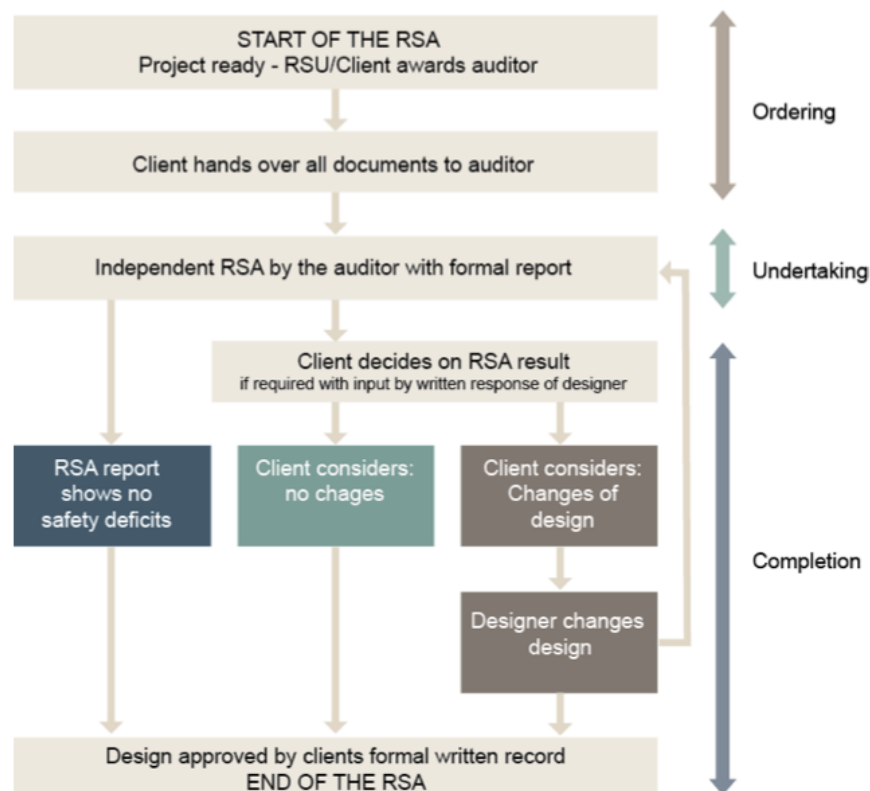 START OF THE RSA
Project ready - RSU/Client awards auditor
Ordering
Client hands over all documents to auditor
Independent RSA by the auditor with formal report
Undertaking
Client decides on RSA result
if required with input by written response of designer
RSA report
shows no
safety deficits
Client considers:
no chages
Client considers:
Changes of
design
Completion
Designer changes
design
Design approved by clients formal written record
END OF THE RSA